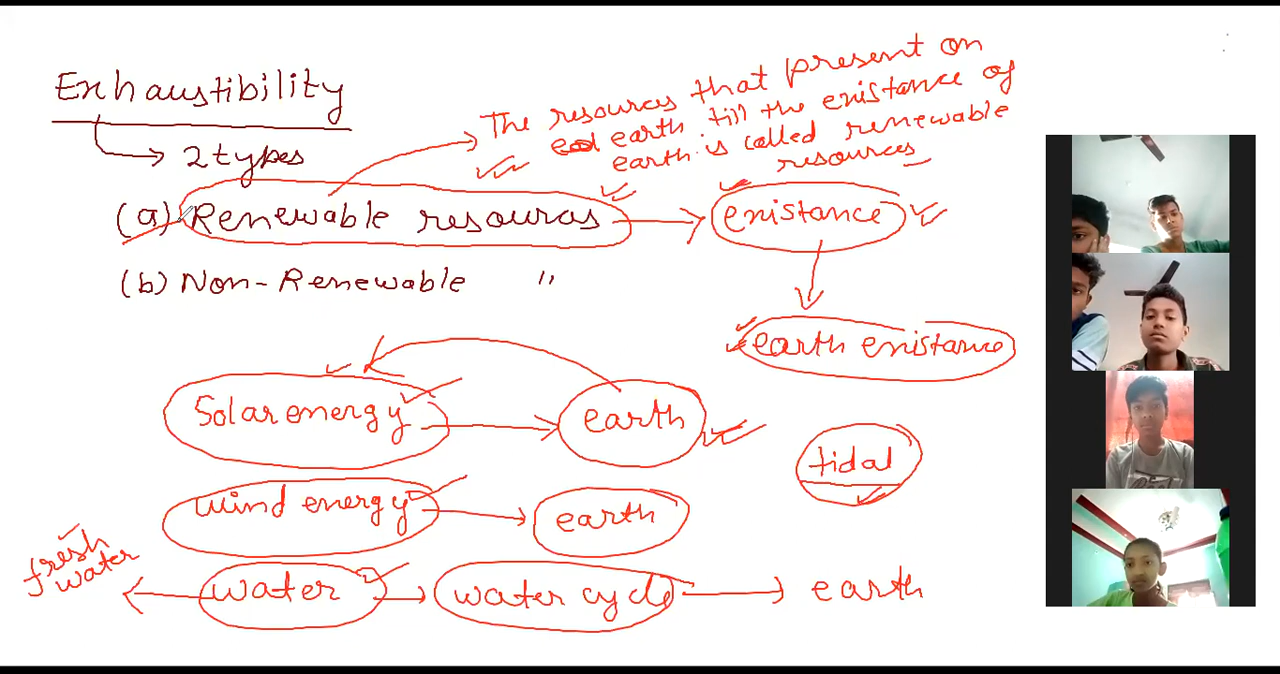 Exhaustibility
2 types
The resources that present on
earth till the existance of
earth is called renewable
resources
(a) Renewable resources
existance
(b) Non-Renewable "
earth existance
Solar energy
earth
tidal
wind energy
earth
fresh
water
water
water cycle
earth